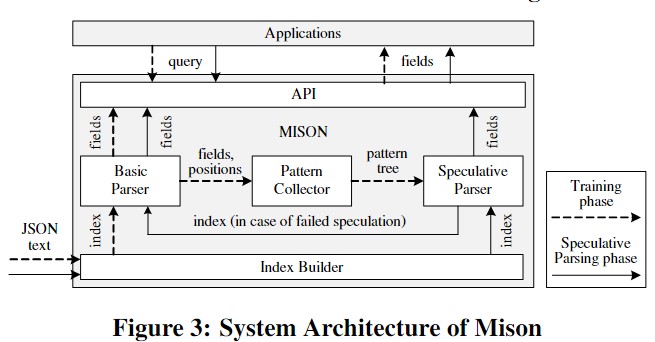 Applications
query
fields
API
MISON
fields
fields
fields
Basic
Parser
fields,
positions
Pattern
Collector
pattern
tree
Speculative
Parser
index (in case of failed speculation)
index
index
JSON
text
Index Builder
Training
phase
Speculative
Parsing phase
Figure 3: System Architecture of Mison